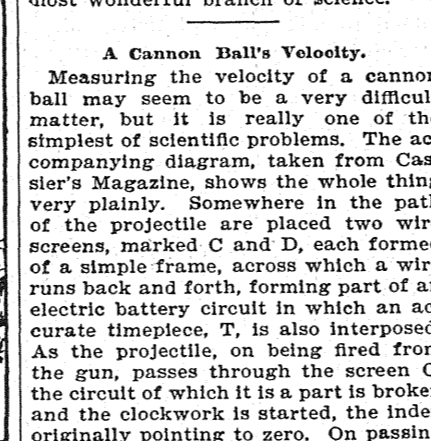 most wonderful branch of science.
A Cannon Ball's Velocity.
Measuring the velocity of a cannon
ball may seem to be a very difficul
matter, but it is really one of th
simplest of scientific problems. The ac
companying diagram, taken from Cas
sier's Magazine, shows the whole thing
very plainly. Somewhere in the path
of the projectile are placed two wir
screens, marked C and D, each forme
of a simple frame, across which a wir
runs back and forth, forming part of a
electric battery circuit in which an ac
curate timepiece, T, is also interposed
As the projectile, on being fired from
the gun, passes through the screen C
the circuit of which it is a part is broke
and the clockwork is started, the inde
originally pointing to zero. On passin